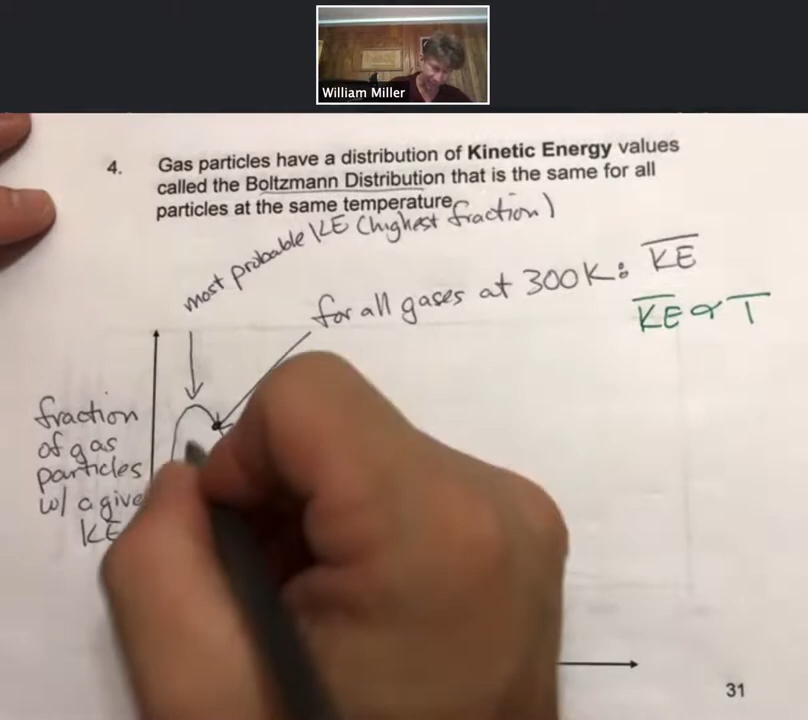 William Miller
4. Gas particles have a distribution of Kinetic Energy values
called the Boltzmann Distribution that is the same for all
particles at the same temperature.
most probable KE (highest fraction)
for all gases at 300K: K̅E̅
K̅E̅ ∝ T
fraction
of gas
particles
w/ a give
KE
31